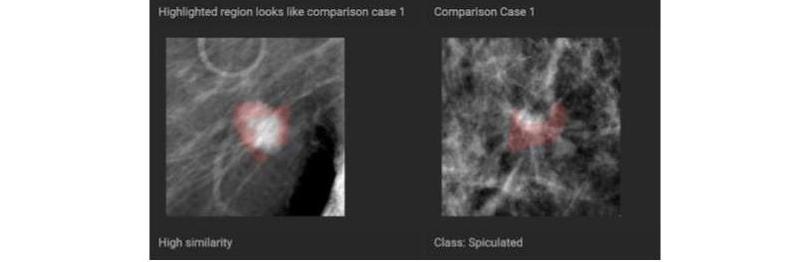 Highlighted region looks like comparison case 1
Comparison Case 1
High similarity
Class: Spiculated